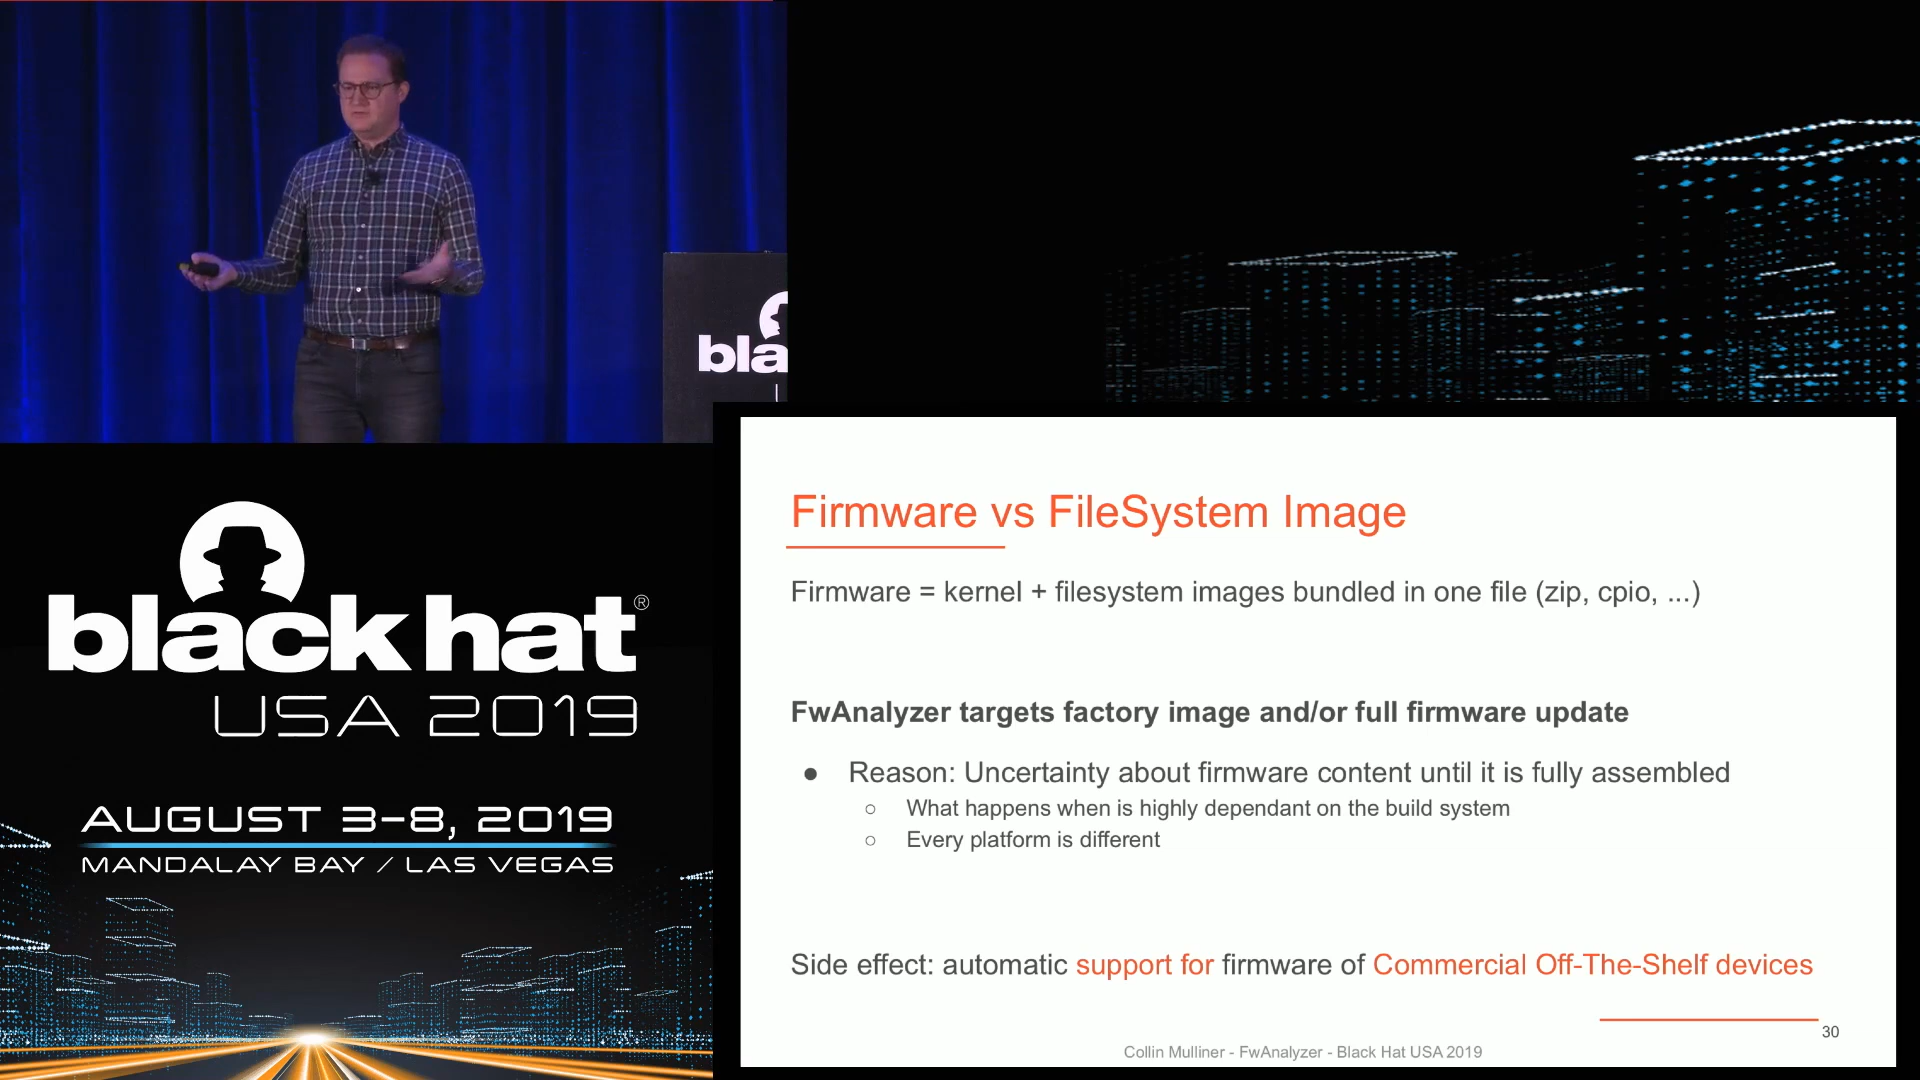 bla
black hat®
USA 2019
AUGUST 3-8, 2019
MANDALAY BAY / LAS VEGAS
Firmware vs FileSystem Image
Firmware = kernel + filesystem images bundled in one file (zip, cpio, ...)
FwAnalyzer targets factory image and/or full firmware update
● Reason: Uncertainty about firmware content until it is fully assembled
○ What happens when is highly dependant on the build system
○ Every platform is different
Side effect: automatic support for firmware of Commercial Off-The-Shelf devices
30
Collin Mulliner - FwAnalyzer - Black Hat USA 2019